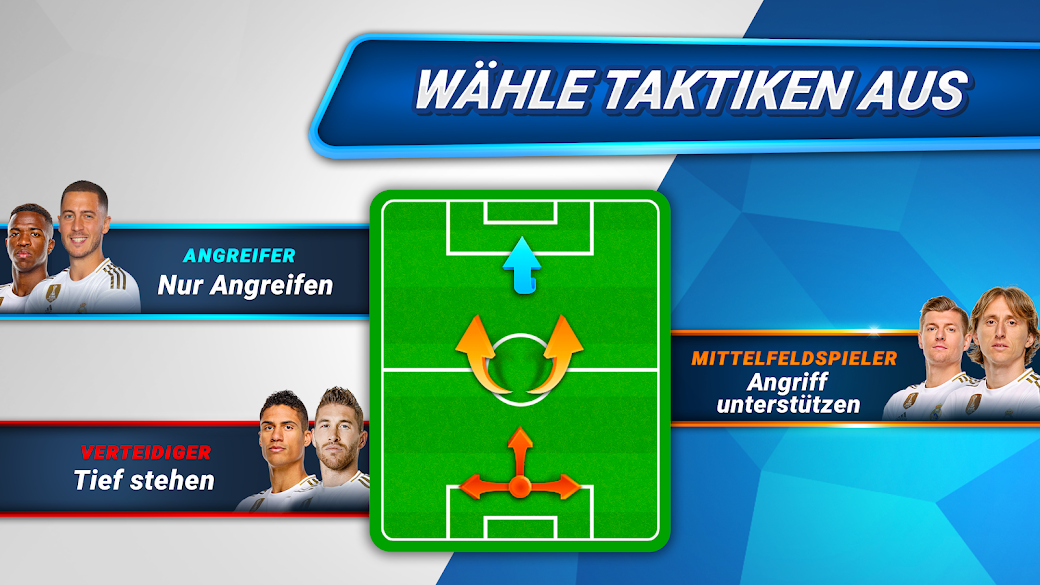 WÄHLE TAKTIKEN AUS
ANGREIFER
Nur Angreifen
MITTELFELDSPIELER
Angriff
unterstützen
VERTEIDIGER
Tief stehen